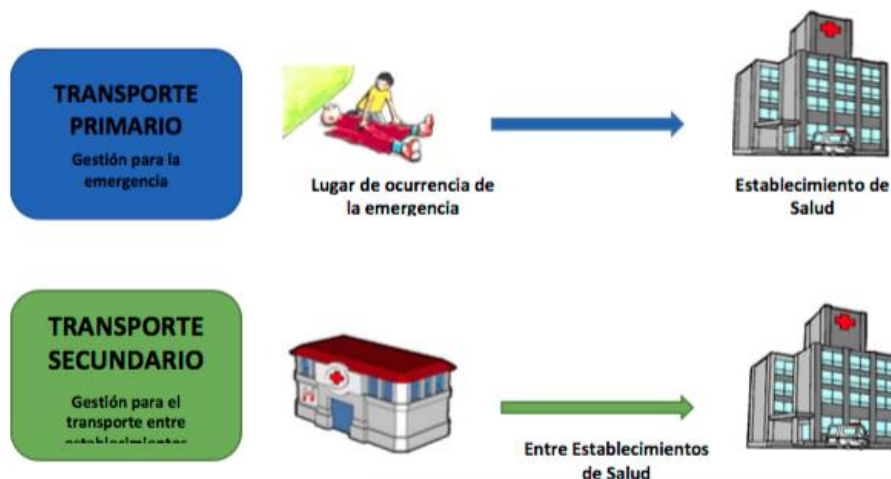 TRANSPORTE
PRIMARIO
Gestión para la
emergencia
Lugar de ocurrencia de
la emergencia
Establecimiento de
Salud
TRANSPORTE
SECUNDARIO
Gestión para el
transporte entre
establecimientos
Entre Establecimientos
de Salud